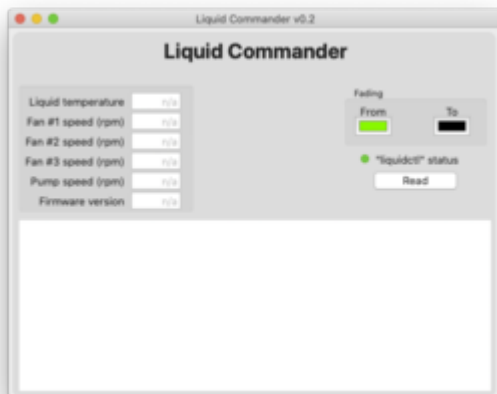 Liquid Commander v0.2
Liquid Commander
Liquid temperature n/a
Fan #1 speed (rpm) n/a
Fan #2 speed (rpm) n/a
Fan #3 speed (rpm) n/a
Pump speed (rpm) n/a
Firmware version n/a
Fading
From To
"liquidctl" status
Read